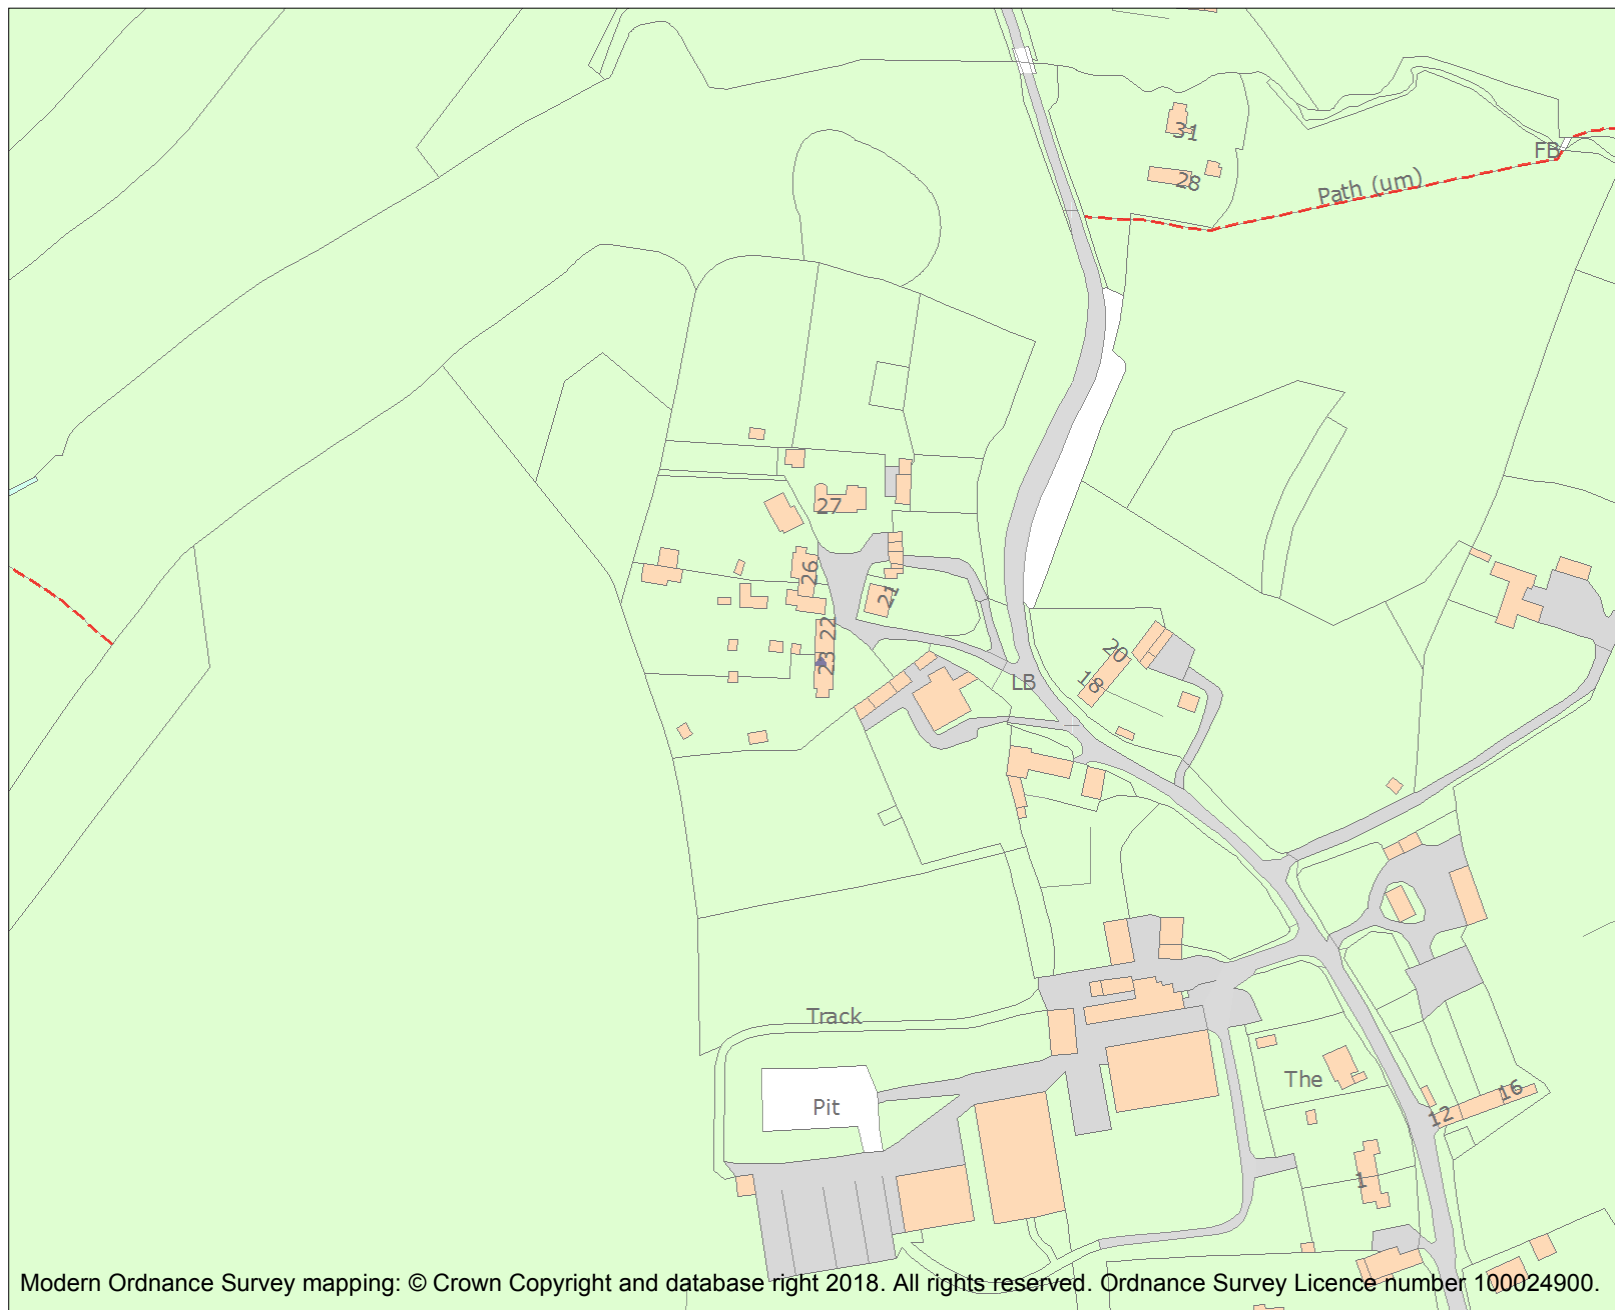 31
FB
28
Path (um)
27
26
21
22
23
20
18
LB
Track
The
Pit
16
12
1
Modern Ordnance Survey mapping: © Crown Copyright and database right 2018. All rights reserved. Ordnance Survey Licence number 100024900.